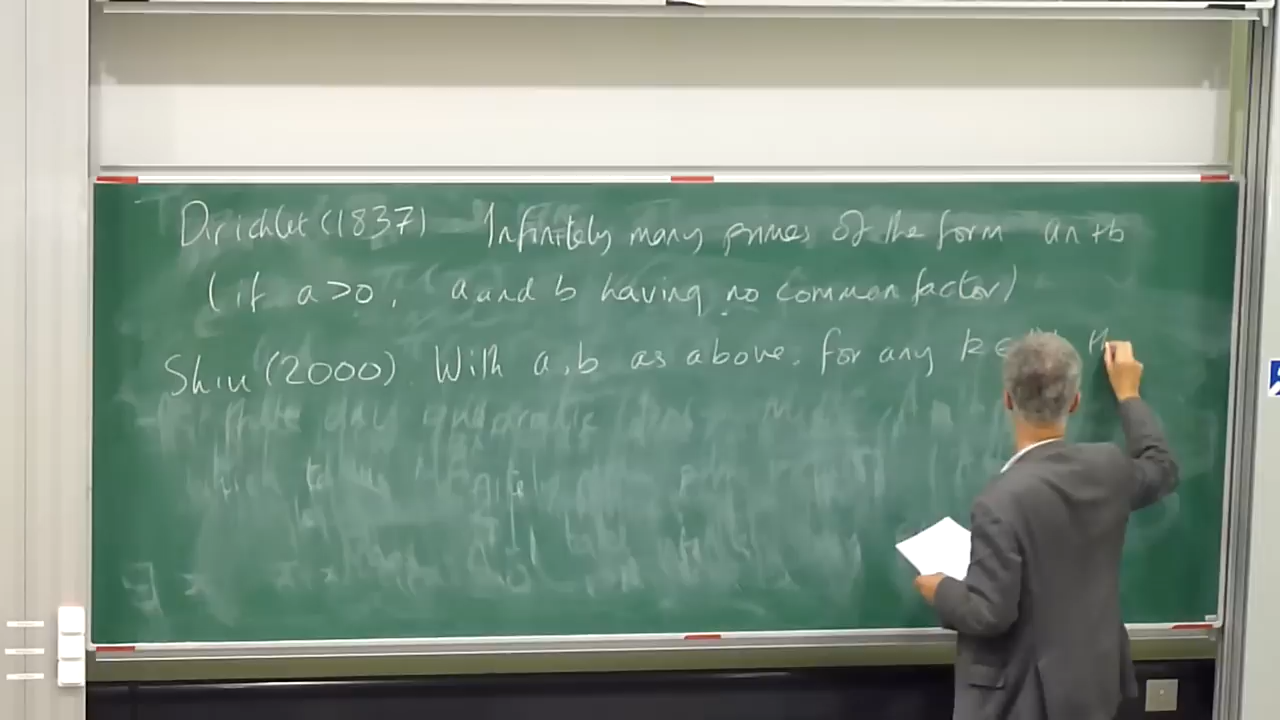 Dirichlet (1837) Infinitely many primes of the form an+b
(if a>0, a and b having no common factor)
Shiu (2000). With a,b as above, for any k ∈